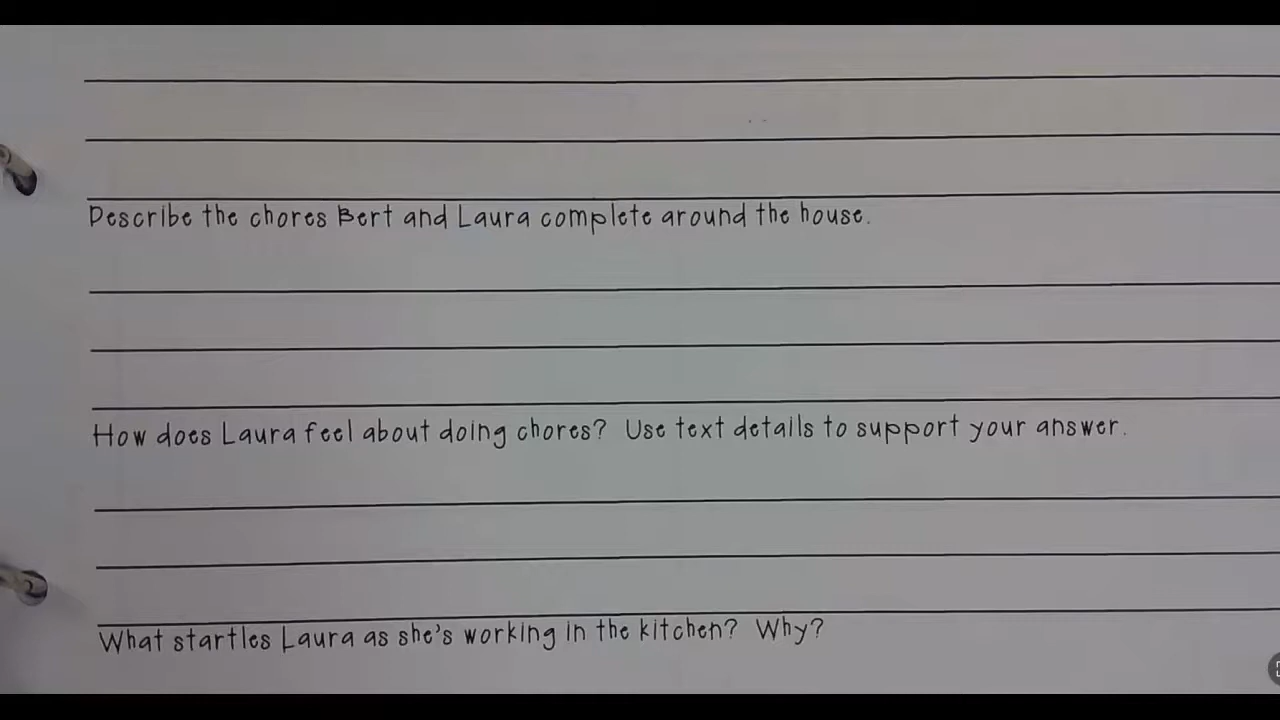 Describe the chores Bert and Laura complete around the house.
How does Laura feel about doing chores? Use text details to support your answer.
What startles Laura as she's working in the kitchen? Why?